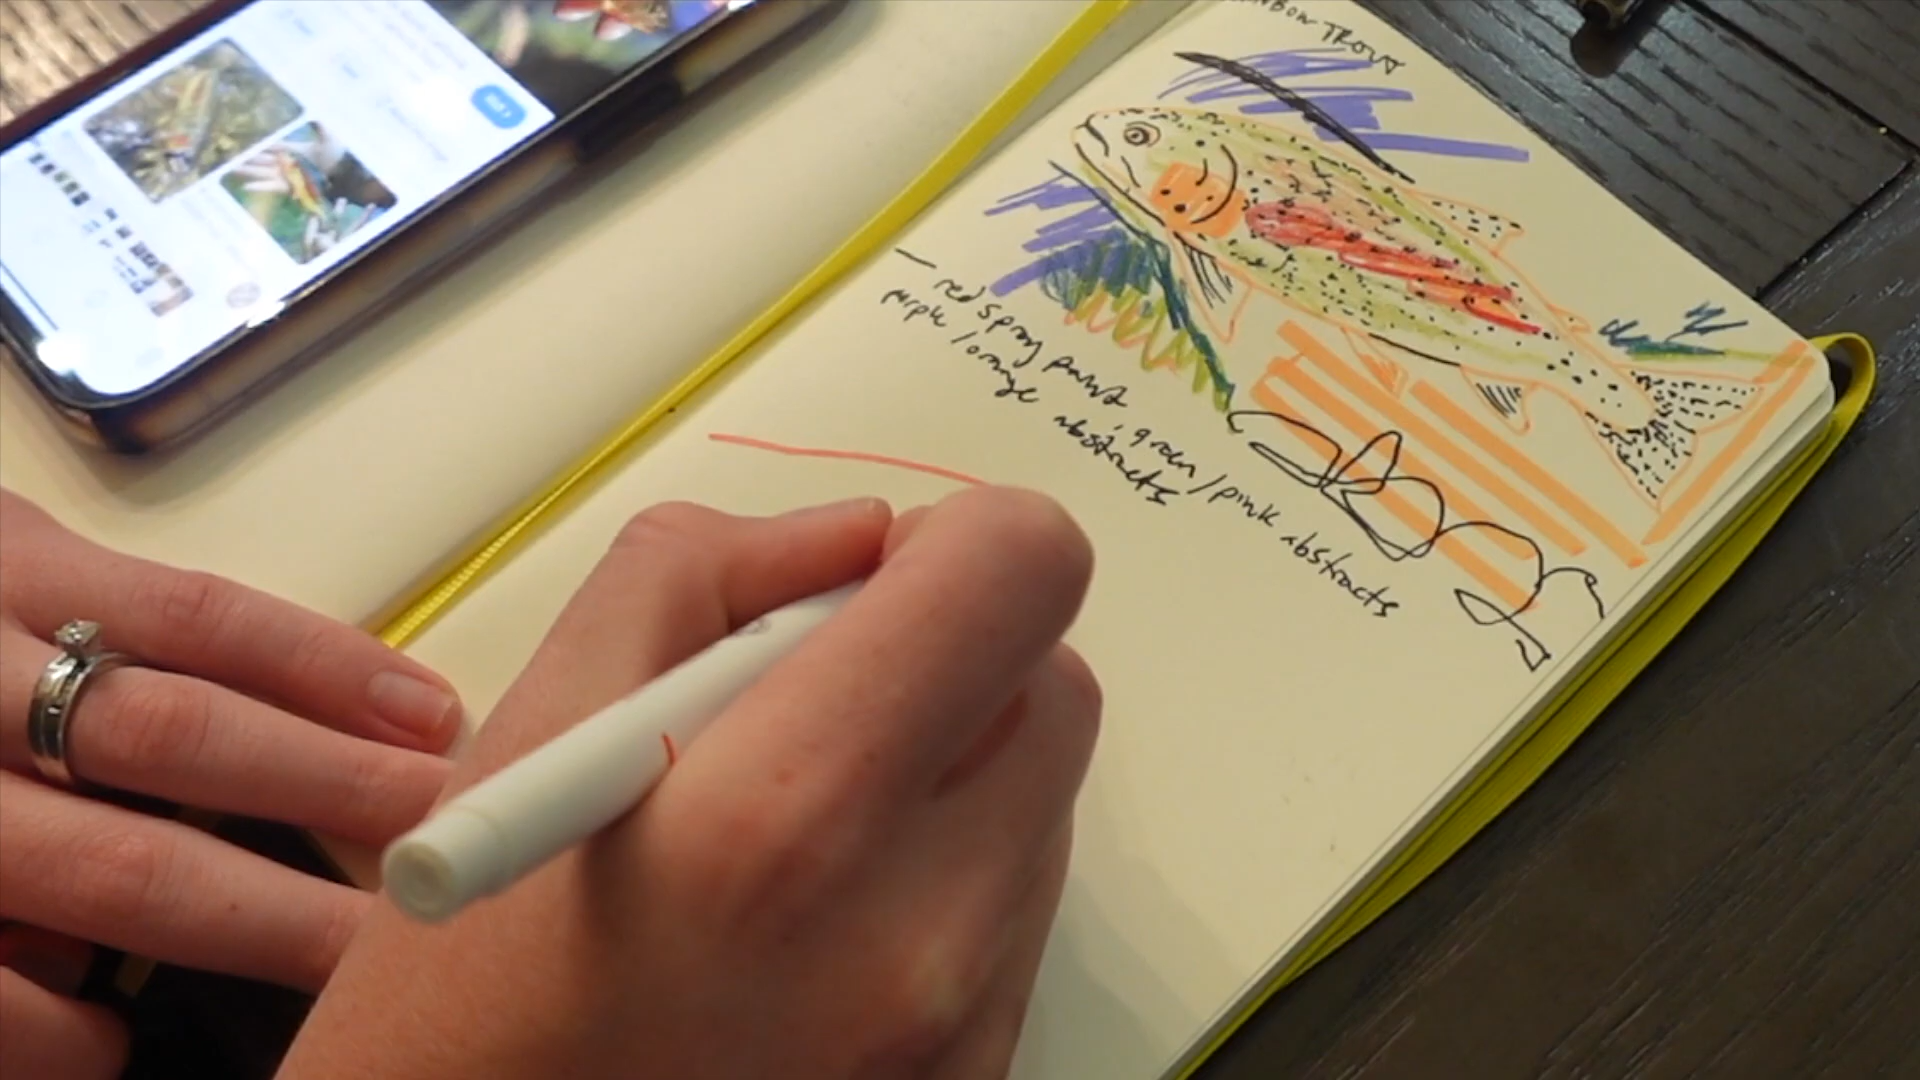 RAINBOW TROUT
— red spray paint, green/pink abstracts
purple/orange abstracts